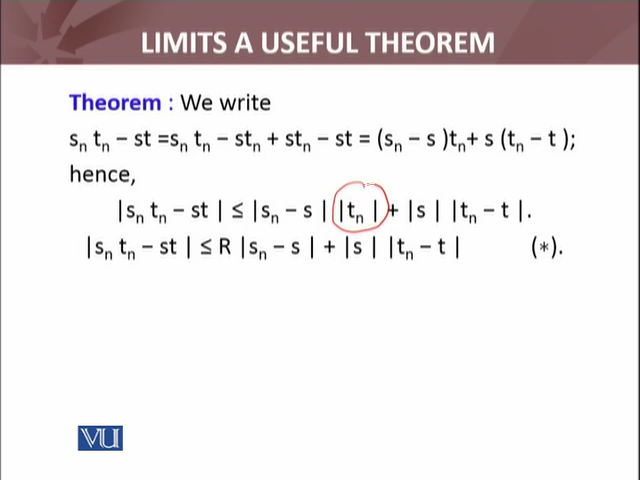 LIMITS A USEFUL THEOREM
Theorem : We write
sₙ tₙ − st =sₙ tₙ − stₙ + stₙ − st = (sₙ − s )tₙ+ s (tₙ − t );
hence,
|sₙ tₙ − st | ≤ |sₙ − s | |tₙ | + |s | |tₙ − t |.
|sₙ tₙ − st | ≤ R |sₙ − s | + |s | |tₙ − t | (∗).
VU